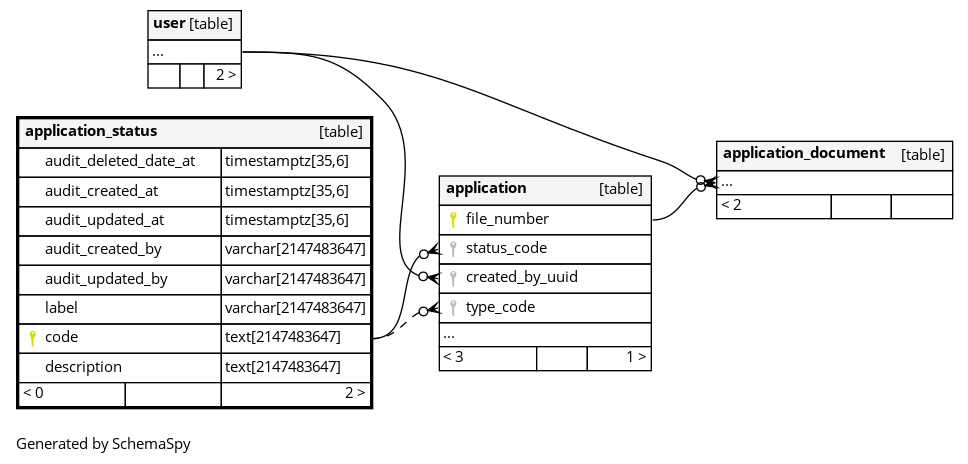 user [table]
...
2 >
application_status [table]
audit_deleted_date_at timestamptz[35,6]
audit_created_at timestamptz[35,6]
audit_updated_at timestamptz[35,6]
audit_created_by varchar[2147483647]
audit_updated_by varchar[2147483647]
label varchar[2147483647]
code text[2147483647]
description text[2147483647]
< 0 2 >
application [table]
file_number
status_code
created_by_uuid
type_code
...
< 3 1 >
application_document [table]
...
< 2
Generated by SchemaSpy